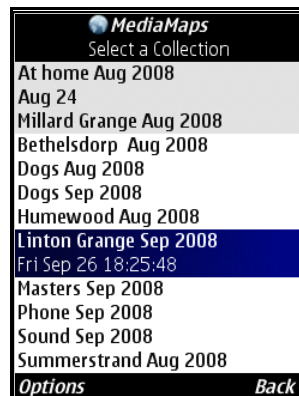 MediaMaps
Select a Collection
At home Aug 2008
Aug 24
Millard Grange Aug 2008
Bethelsdorp Aug 2008
Dogs Aug 2008
Dogs Sep 2008
Humewood Aug 2008
Linton Grange Sep 2008
Fri Sep 26 18:25:48
Masters Sep 2008
Phone Sep 2008
Sound Sep 2008
Summerstrand Aug 2008
Options Back